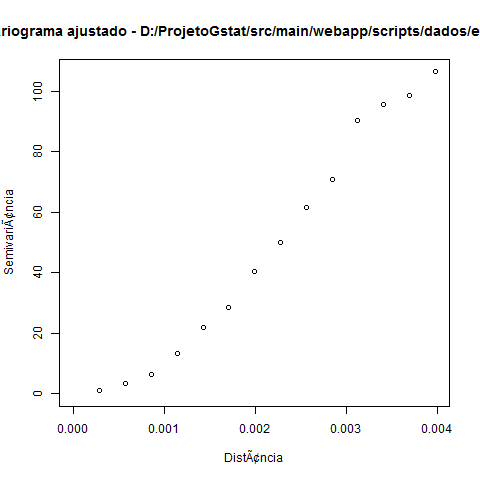 ariograma ajustado - D:/ProjetoGstat/src/main/webapp/scripts/dados/e
SemivariÃ¢ncia
100
80
60
40
20
0
0.000 0.001 0.002 0.003 0.004
DistÃ¢ncia